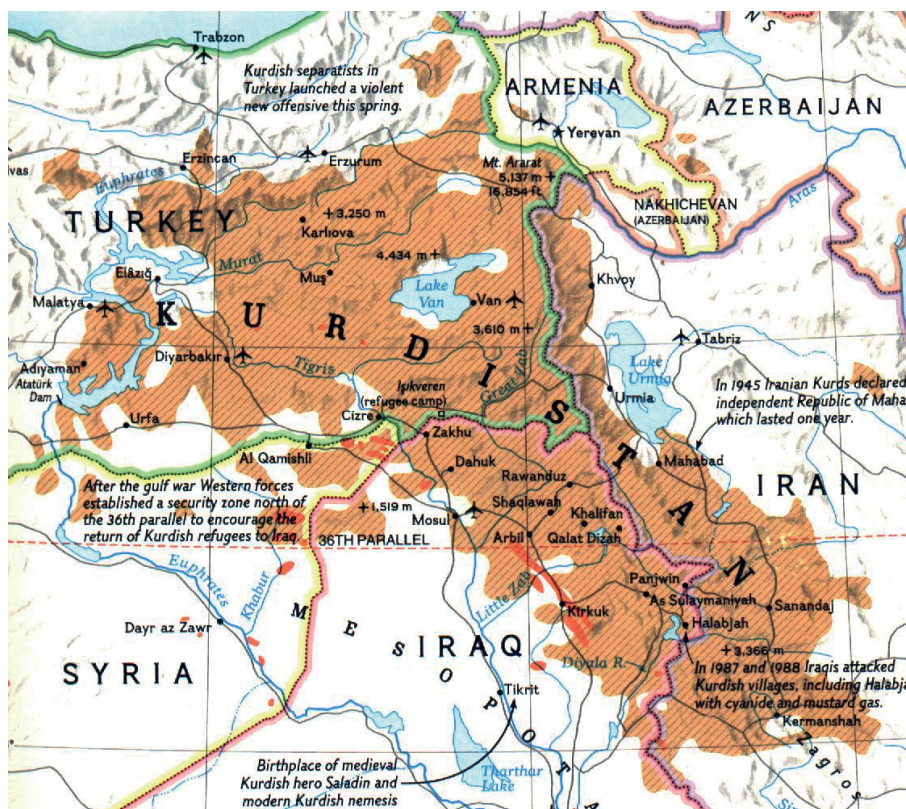 Trabzon
N S
Kurdish separatists in
Turkey launched a violent
new offensive this spring.
ARMENIA
AZERBAIJAN
Yerevan
Erzincan
Erzurum
vas
Euphrates
Mt. Ararat
5,137 m +
16,854 ft.
NAKHICHEVAN
(AZERBAIJAN)
Aras
TURKEY
+ 3,250 m
Karlıova
Murat
4,434 m +
Elâzığ
Muş
Khvoy
Malatya
Lake
Van
Van
KURDISTAN
3,610 m +
Tabriz
Diyarbakır
Tigris
Great Zab
Lake
Urmia
Adıyaman
Atatürk
Dam
Işıkveren
(refugee camp)
Urmia
In 1945 Iranian Kurds declared
independent Republic of Maha
which lasted one year.
Urfa
Cizre
Zakhu
Al Qamishli
Dahuk
Mahabad
Rawanduz
IRAN
After the gulf war Western forces
established a security zone north of
the 36th parallel to encourage the
return of Kurdish refugees to Iraq.
+ 1,519 m
Mosul
Shaqlawah
Khalifan
Arbil
Qalat Dizah
36TH PARALLEL
Euphrates
Khabur
Little Zab
Panjwin
As Sulaymaniyah
Sanandaj
Kirkuk
Halabjah
Dayr az Zawr
MESOPOT
IRAQ
Diyala R.
+ 3,366 m
In 1987 and 1988 Iraqis attacked
Kurdish villages, including Halabja
with cyanide and mustard gas.
SYRIA
Tikrit
Kermanshah
Zagros
Birthplace of medieval
Kurdish hero Saladin and
modern Kurdish nemesis
Tharthar
Lake